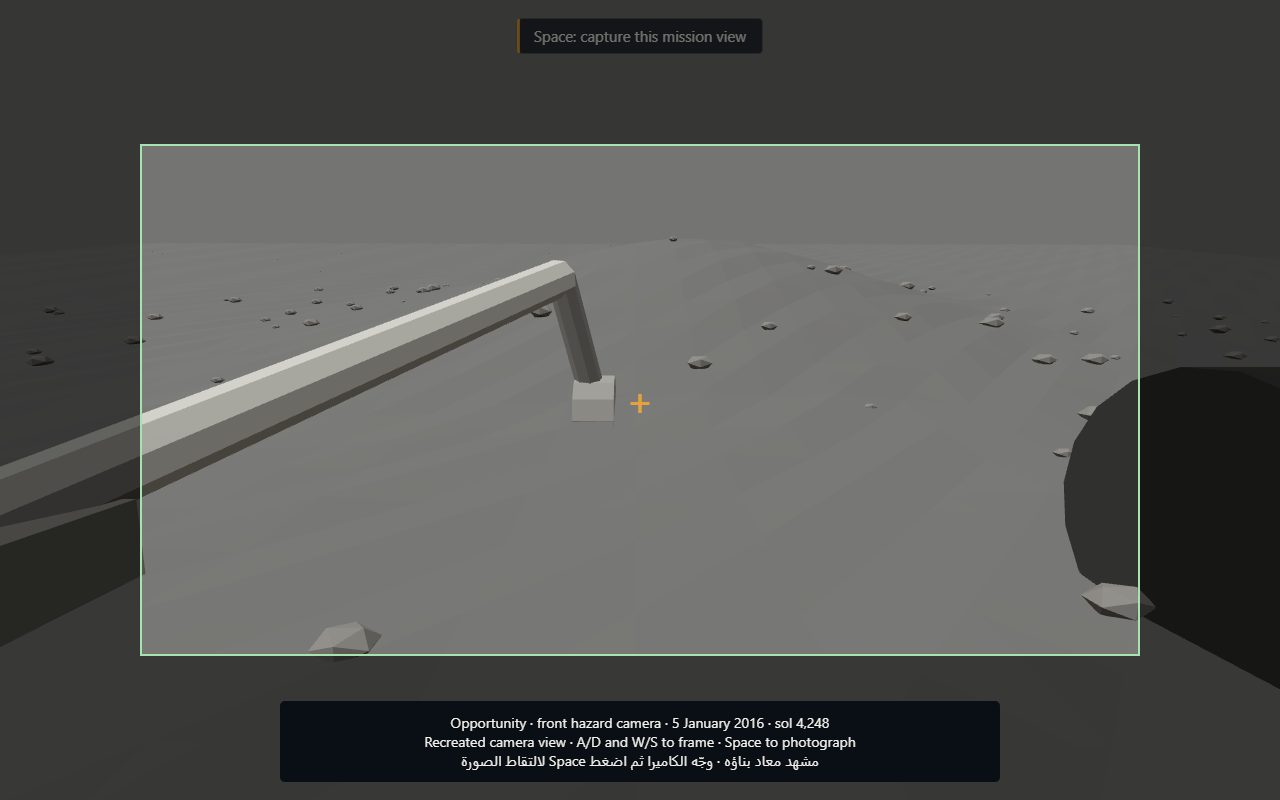 Space: capture this mission view
Opportunity · front hazard camera · 5 January 2016 · sol 4,248
Recreated camera view · A/D and W/S to frame · Space to photograph
مشهد معاد بناؤه · وجّه الكاميرا ثم اضغط Space لالتقاط الصورة